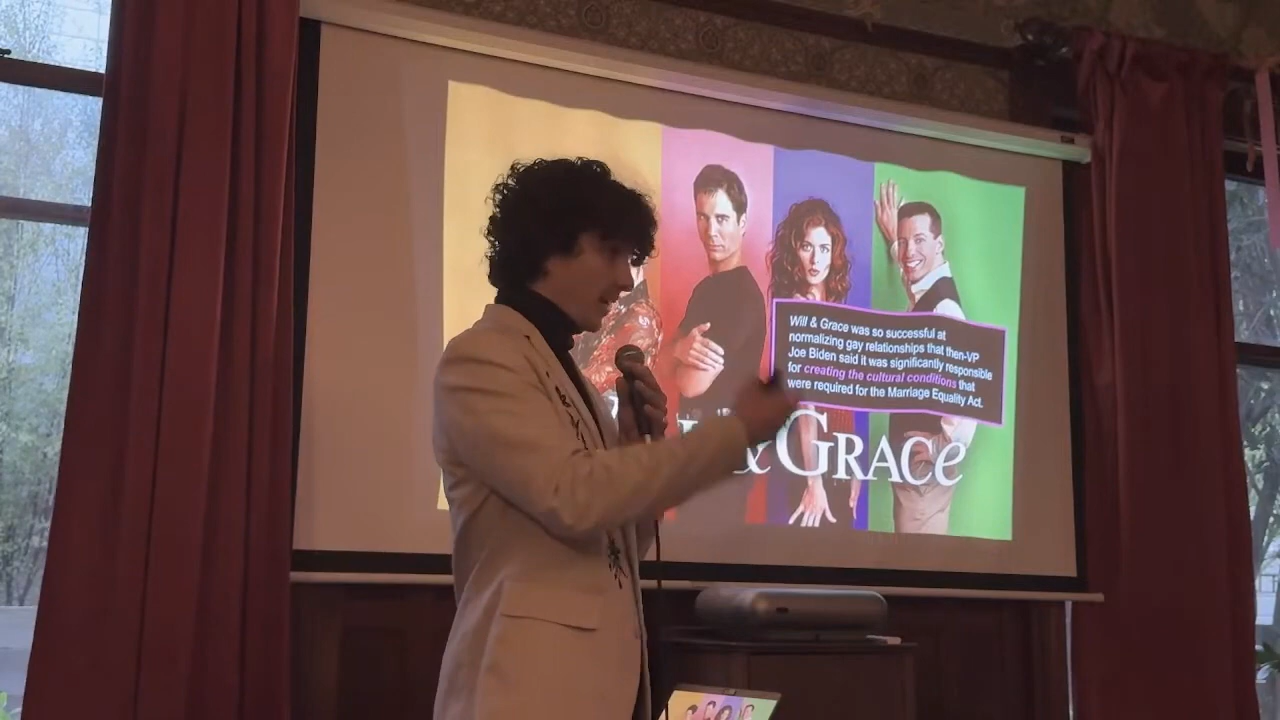 Will & Grace was so successful at
normalizing gay relationships that then-VP
Joe Biden said it was significantly responsible
for creating the cultural conditions that
were required for the Marriage Equality Act.
& GRACe